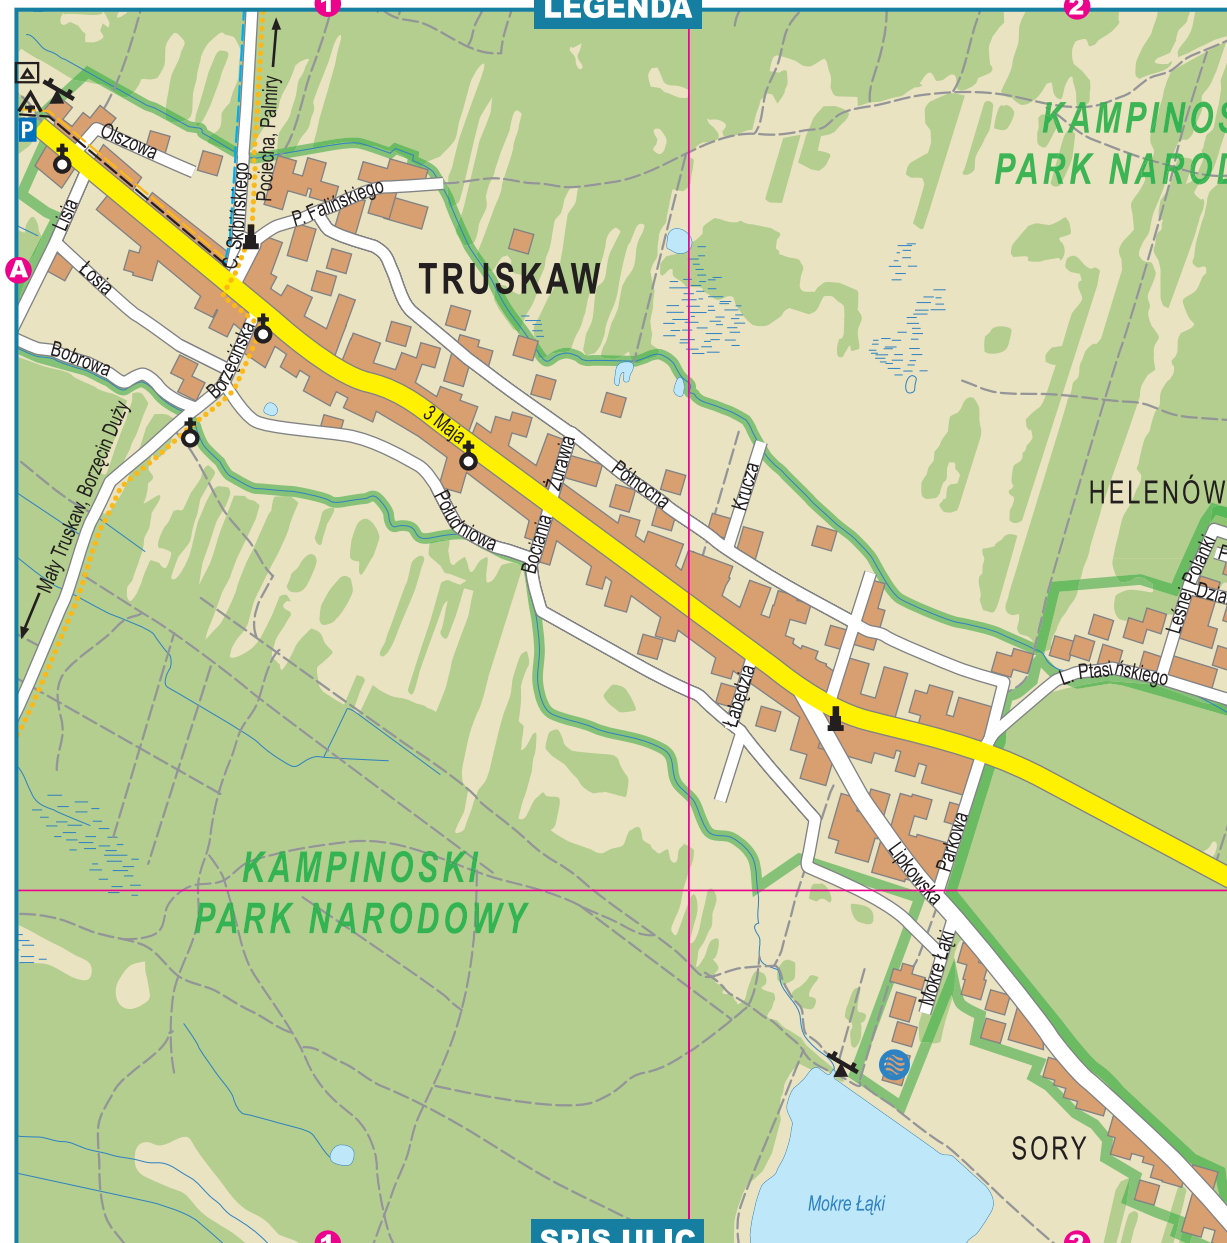 1
LEGENDA
2
P
Olszowa
Pociecha, Palmiry
C. Skibińskiego
P. Falińskiego
Lisia
A
Łosia
TRUSKAW
KAMPINOS
PARK NAROD
Bobrowa
Borzęcińska
Mały Truskaw, Borzęcin Duży
3 Maja
Żurawia
Północna
Krucza
Południowa
Bociania
HELENÓW
Leśnej Polanki
Dzia
L. Ptasińskiego
Łabędzia
KAMPINOSKI
PARK NARODOWY
Lipkowska
Parkowa
Mokre Łąki
SORY
Mokre Łąki
1
SPIS ULIC
2